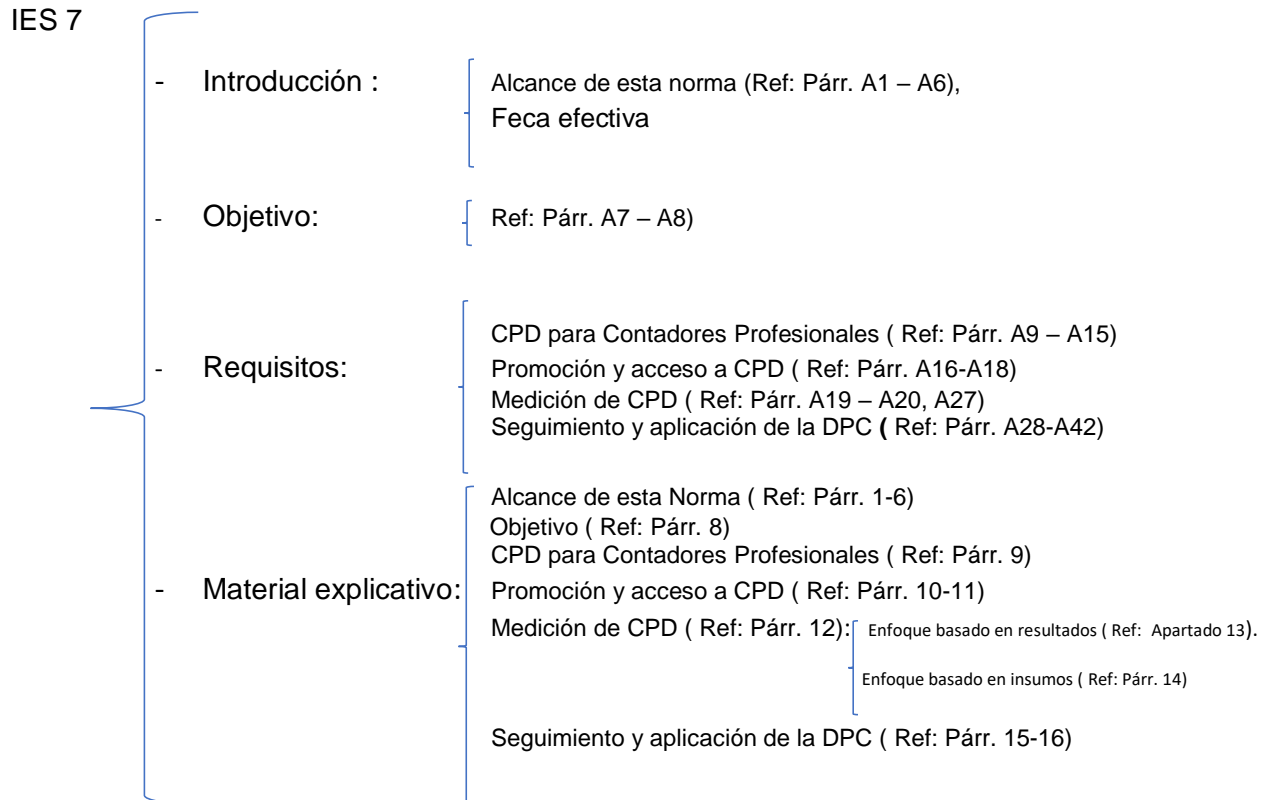 IES 7
- Introducción : Alcance de esta norma (Ref: Párr. A1 – A6),
Feca efectiva
- Objetivo: Ref: Párr. A7 – A8)
CPD para Contadores Profesionales ( Ref: Párr. A9 – A15)
- Requisitos: Promoción y acceso a CPD ( Ref: Párr. A16-A18)
Medición de CPD ( Ref: Párr. A19 – A20, A27)
Seguimiento y aplicación de la DPC ( Ref: Párr. A28-A42)
Alcance de esta Norma ( Ref: Párr. 1-6)
Objetivo ( Ref: Párr. 8)
CPD para Contadores Profesionales ( Ref: Párr. 9)
- Material explicativo: Promoción y acceso a CPD ( Ref: Párr. 10-11)
Medición de CPD ( Ref: Párr. 12): Enfoque basado en resultados ( Ref: Apartado 13).
Enfoque basado en insumos ( Ref: Párr. 14)
Seguimiento y aplicación de la DPC ( Ref: Párr. 15-16)